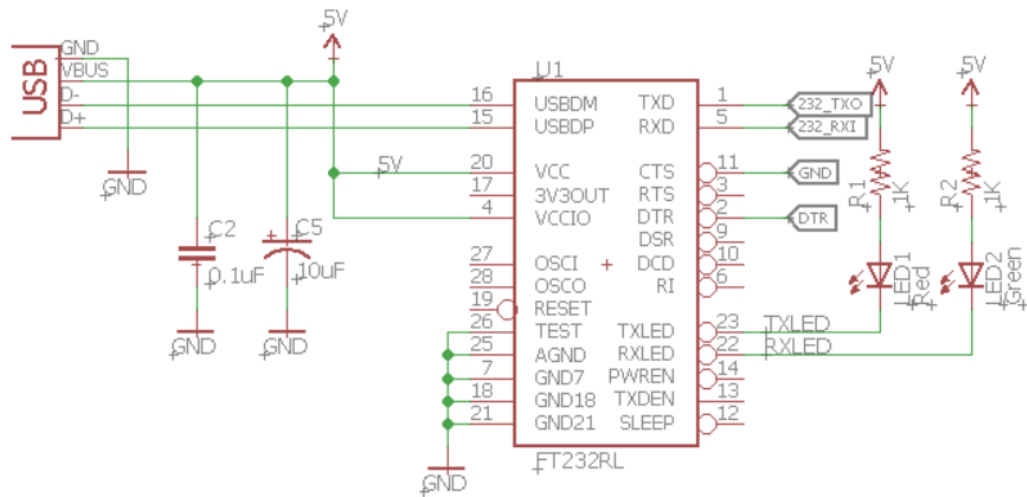 5V
GND
VBUS
D-
D+
USB
GND
5V
C2
0.1uF
GND
C5
10uF
GND
U1
16 USBDM TXD 1 232_TXO
15 USBDP RXD 5 232_RXI
20 VCC CTS 11 GND
17 3V3OUT RTS 3
4 VCCIO DTR 2 DTR
DSR 9
27 OSCI DCD 10
28 OSCO RI 6
19 RESET
26 TEST TXLED 23 TXLED
25 AGND RXLED 22 RXLED
7 GND7 PWREN 14
18 GND18 TXDEN 13
21 GND21 SLEEP 12
GND
FT232RL
5V
R1
1K
LED1
Red
5V
R2
1K
LED2
Green